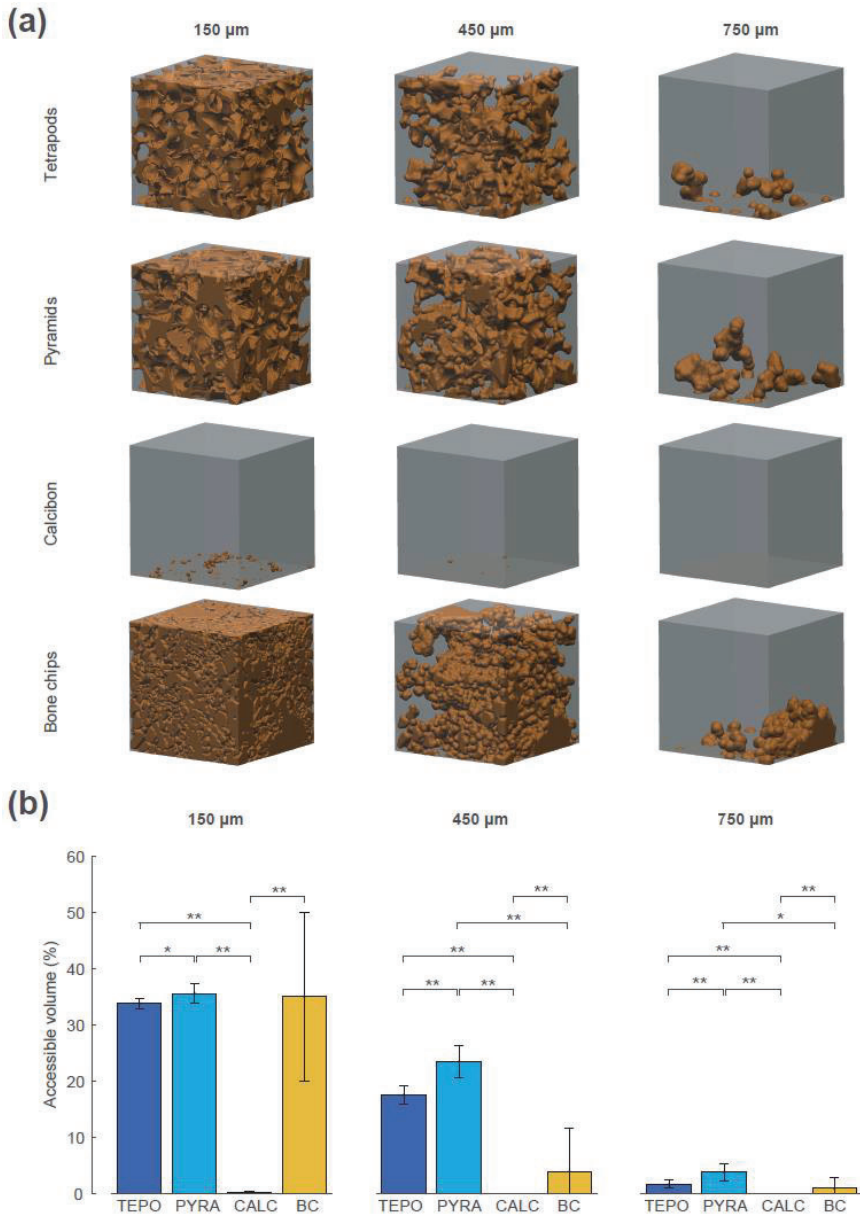 (a)
150 µm 450 µm 750 µm
Tetrapods
Pyramids
Calcibon
Bone chips
(b)
150 µm 450 µm 750 µm
Accessible volume (%)
60
50
40
30
20
10
0
** ** * **
** ** ** ** **
** * ** ** **
TEPO PYRA CALC BC TEPO PYRA CALC BC TEPO PYRA CALC BC